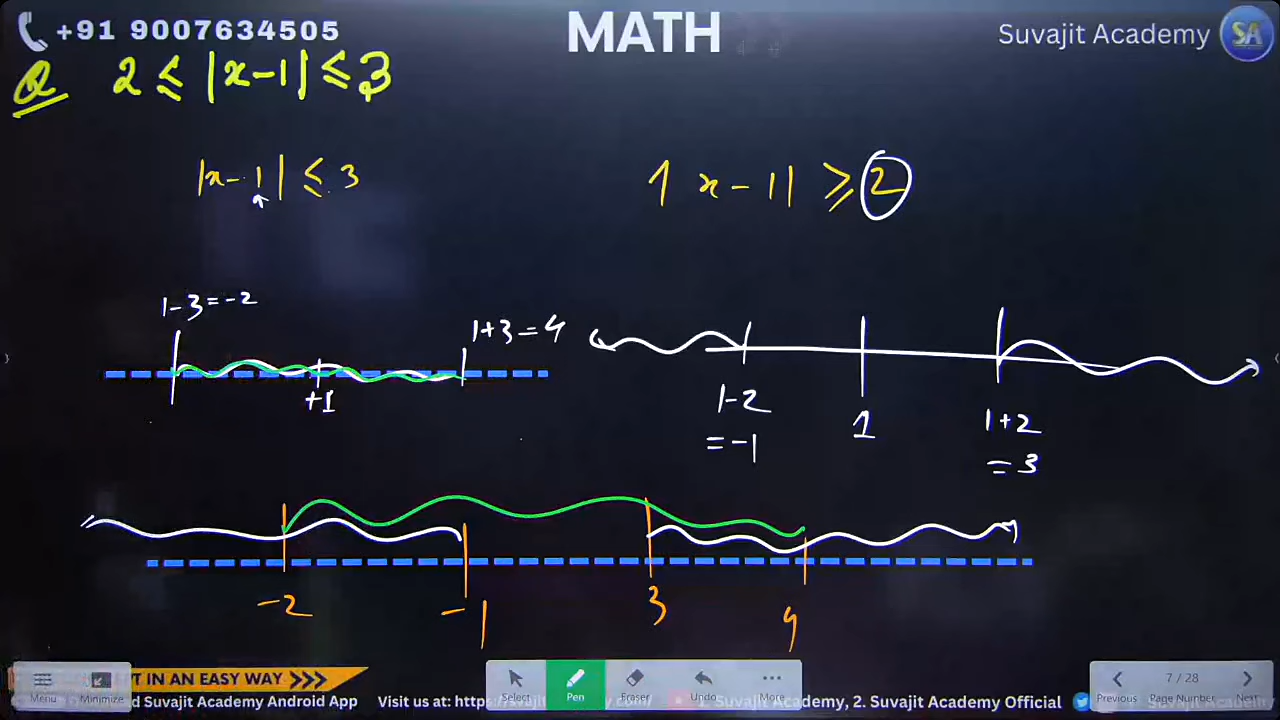 +91 9007634505
MATH
Suvajit Academy
SA
Q 2 ≤ |x-1| ≤ 3
|x-1| ≤ 3
|x-1| ≥ 2
1-3=-2
1+3=4
+1
1-2
=-1
1
1+2
=3
-2
-1
3
4
T IN AN EASY WAY
Menu
Minimize
Select
Pen
Eraser
Undo
More
Previous
7 / 28
Page Number
Next
d Suvajit Academy Android App
Visit us at: https:
Suvajit Academy, 2. Suvajit Academy Official